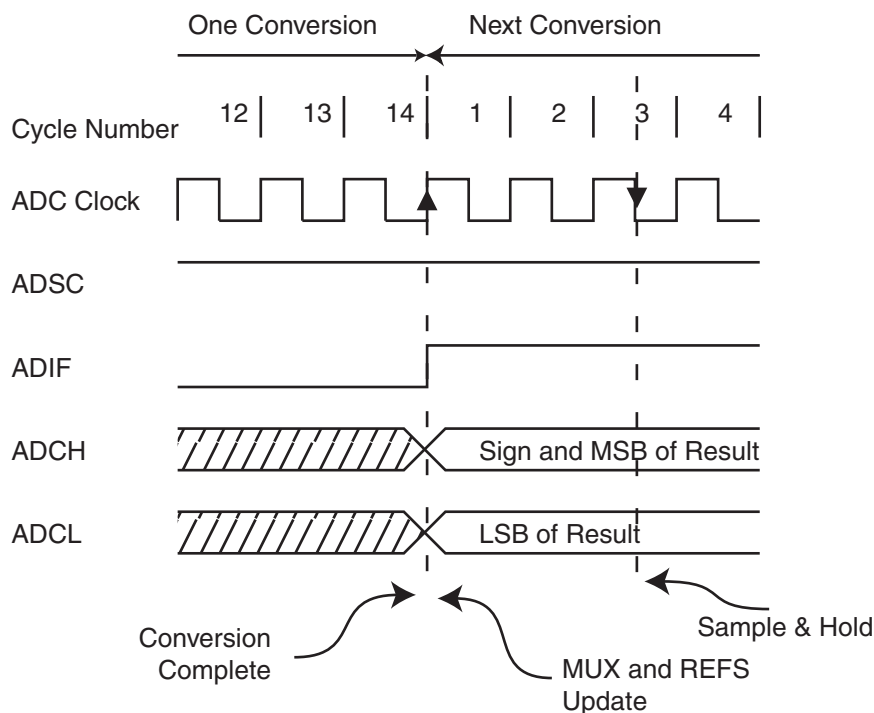 One Conversion Next Conversion
Cycle Number 12 13 14 1 2 3 4
ADC Clock
ADSC
ADIF
ADCH Sign and MSB of Result
ADCL LSB of Result
Conversion
Complete
MUX and REFS
Update
Sample & Hold